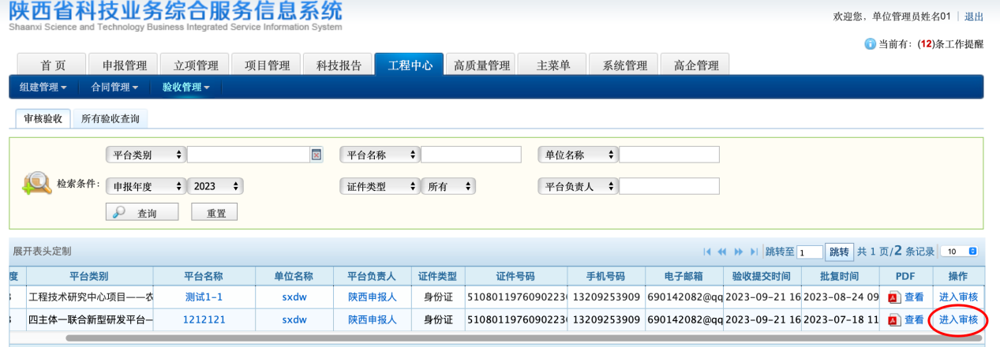 陕西省科技业务综合服务信息系统
Shaanxi Science and Technology Business Integrated Service Information System
欢迎您，单位管理员姓名01 | 退出
当前有：(12)条工作提醒
首 页 申报管理 立项管理 项目管理 科技报告 工程中心 高质量管理 主菜单 系统管理 高企管理
组建管理 合同管理 验收管理
审核验收 所有验收查询
平台类别 平台名称 单位名称
检索条件： 申报年度 2023 证件类型 所有 平台负责人
查询 重置
展开表头定制 跳转至 1 跳转 共 1 页/2 条记录 10
度 平台类别 平台名称 单位名称 平台负责人 证件类型 证件号码 手机号码 电子邮箱 验收提交时间 批复时间 PDF 操作
工程技术研究中心项目——农 测试1-1 sxdw 陕西申报人 身份证 5108011976090223 13209253909 690142082@qq 2023-09-21 16 2023-08-24 09 查看 进入审核
四主体一联合新型研发平台— 1212121 sxdw 陕西申报人 身份证 5108011976090223 13209253909 690142082@qq 2023-09-21 16 2023-07-18 11 查看 进入审核